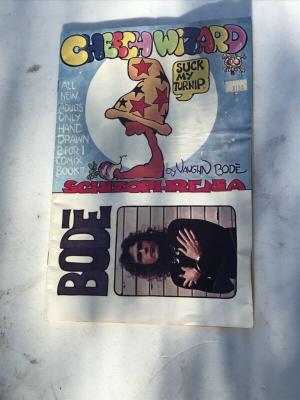 CHEECH WIZARD
SUCK
MY
TURNIP
ALL
NEW
ADULTS
ONLY
HAND
DRAWN
2 FOR 1
COMIX
BOOK!!
by VAUGHN BODE
SCHIZOPHRENIA
BODE